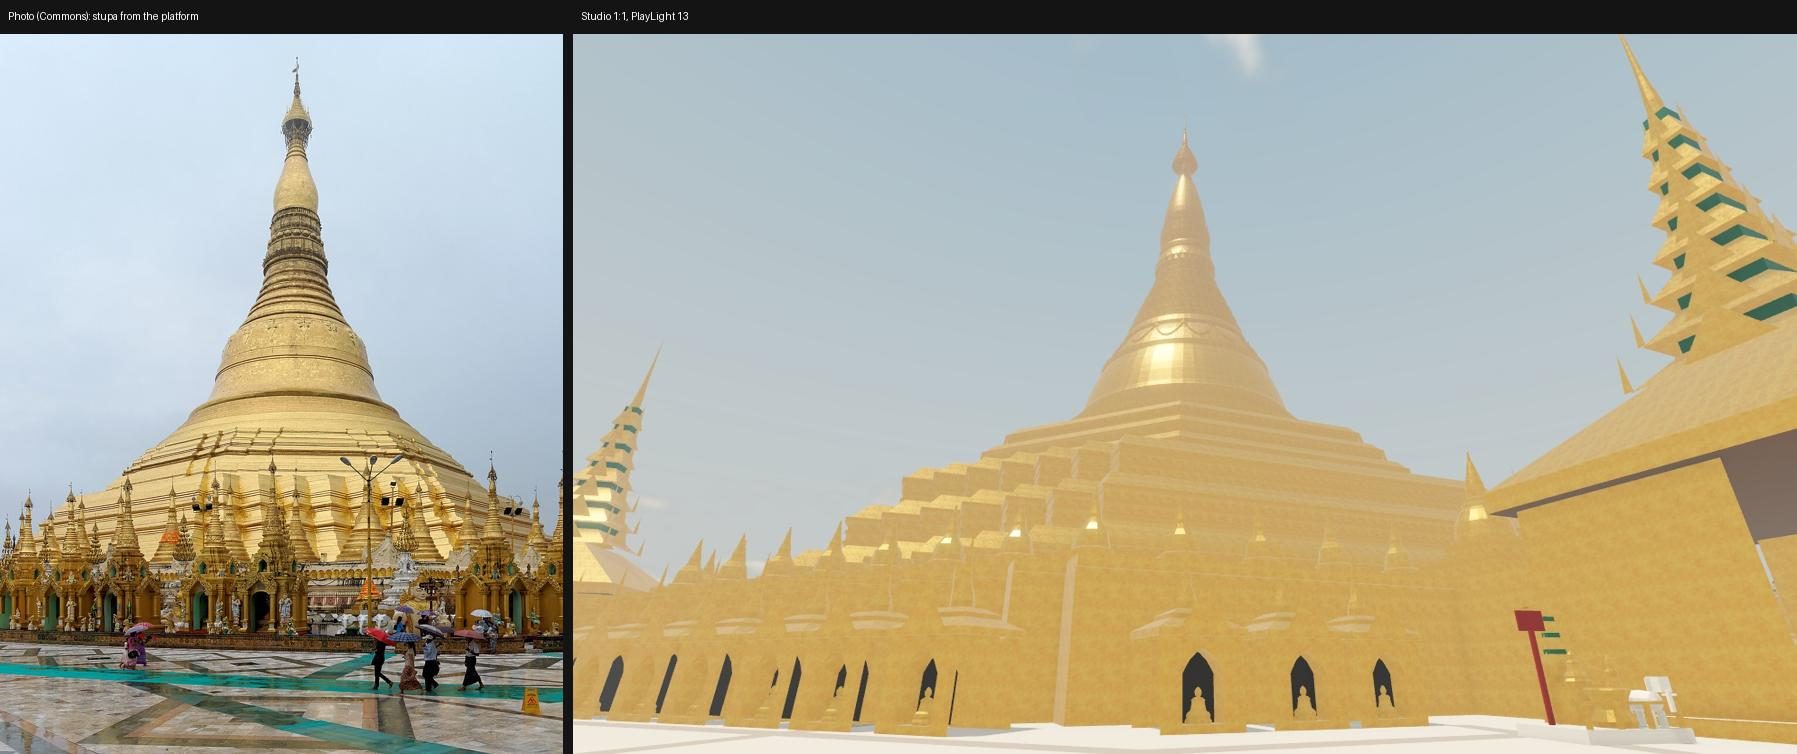 Photo (Commons): stupa from the platform
Studio 1:1, PlayLight 13